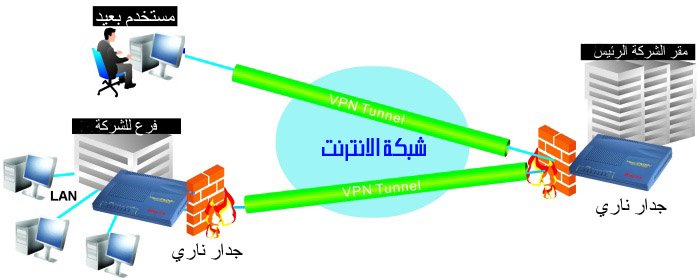 مستخدم بعيد
مقر الشركة الرئيس
VPN Tunnel
فرع للشركة
شبكة الانترنت
VPN Tunnel
LAN
جدار ناري
جدار ناري